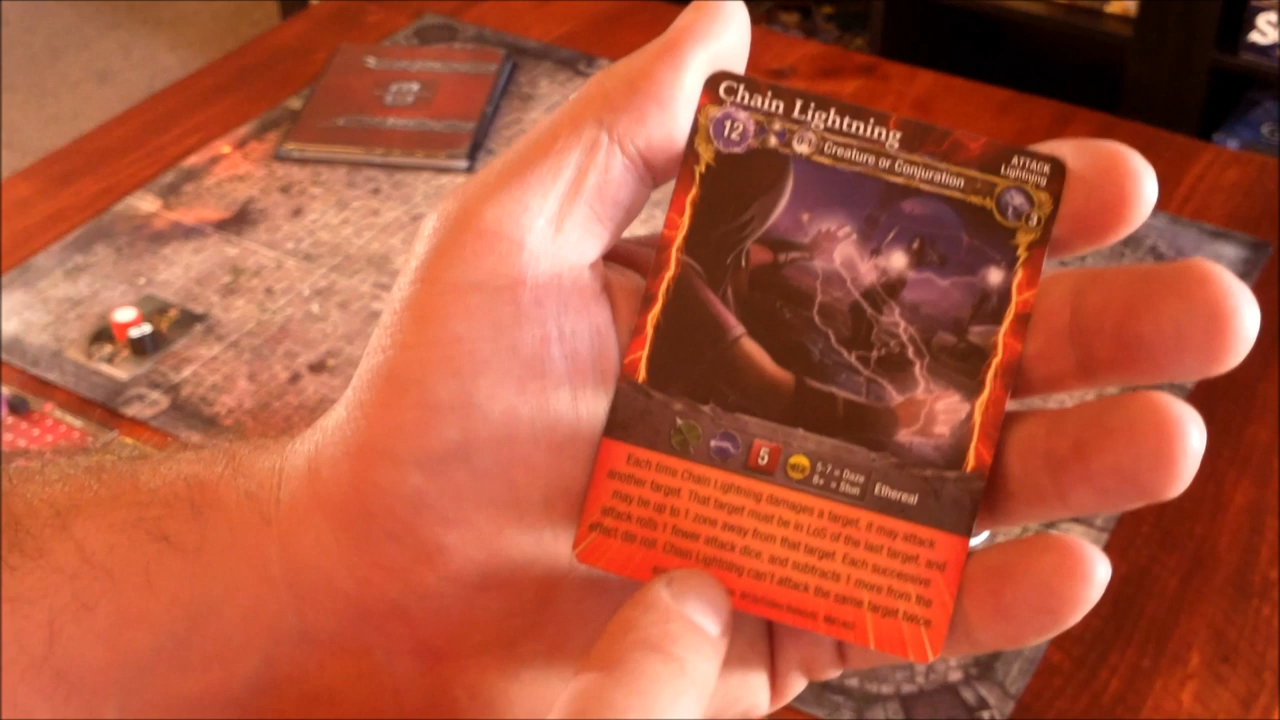 Chain Lightning
12
Creature or Conjuration
ATTACK
Lightning
3
5
5-7 = Daze
8+ = Stun
Ethereal
Each time Chain Lightning damages a target, it may attack
another target. That target must be in LoS of the last target, and
may be up to 1 zone away from that target. Each successive
attack rolls 1 fewer attack dice, and subtracts 1 more from the
effect die roll. Chain Lightning can't attack the same target twice
S